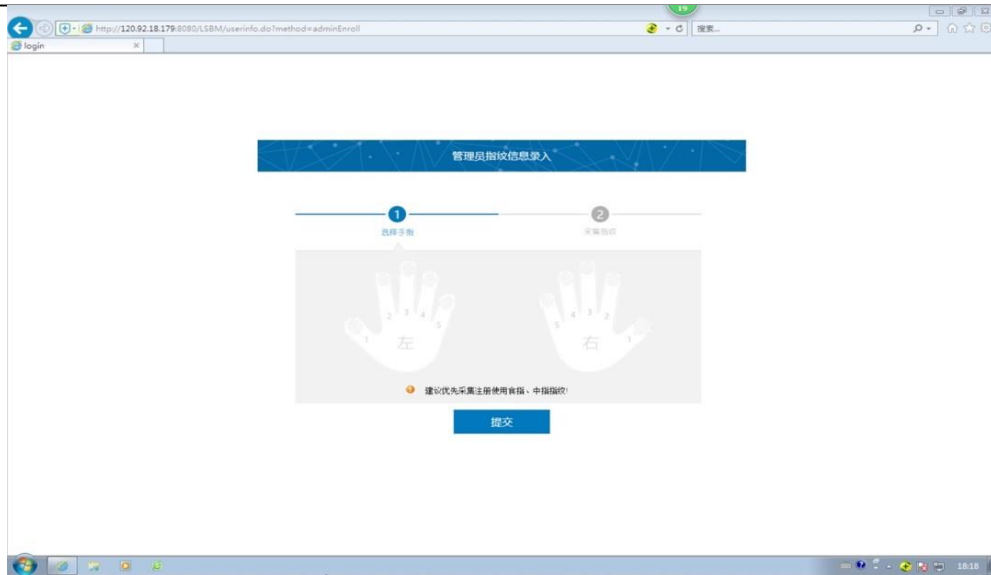 19
http://120.92.18.179:8080/LSBM/userinfo.do?method=adminEnroll
搜索...
login
管理员指纹信息录入
1
2
选择手指
采集指纹
2 3 4 5
1
左
5 4 3 2
1
右
建议优先采集注册使用食指、中指指纹!
提交
18:18